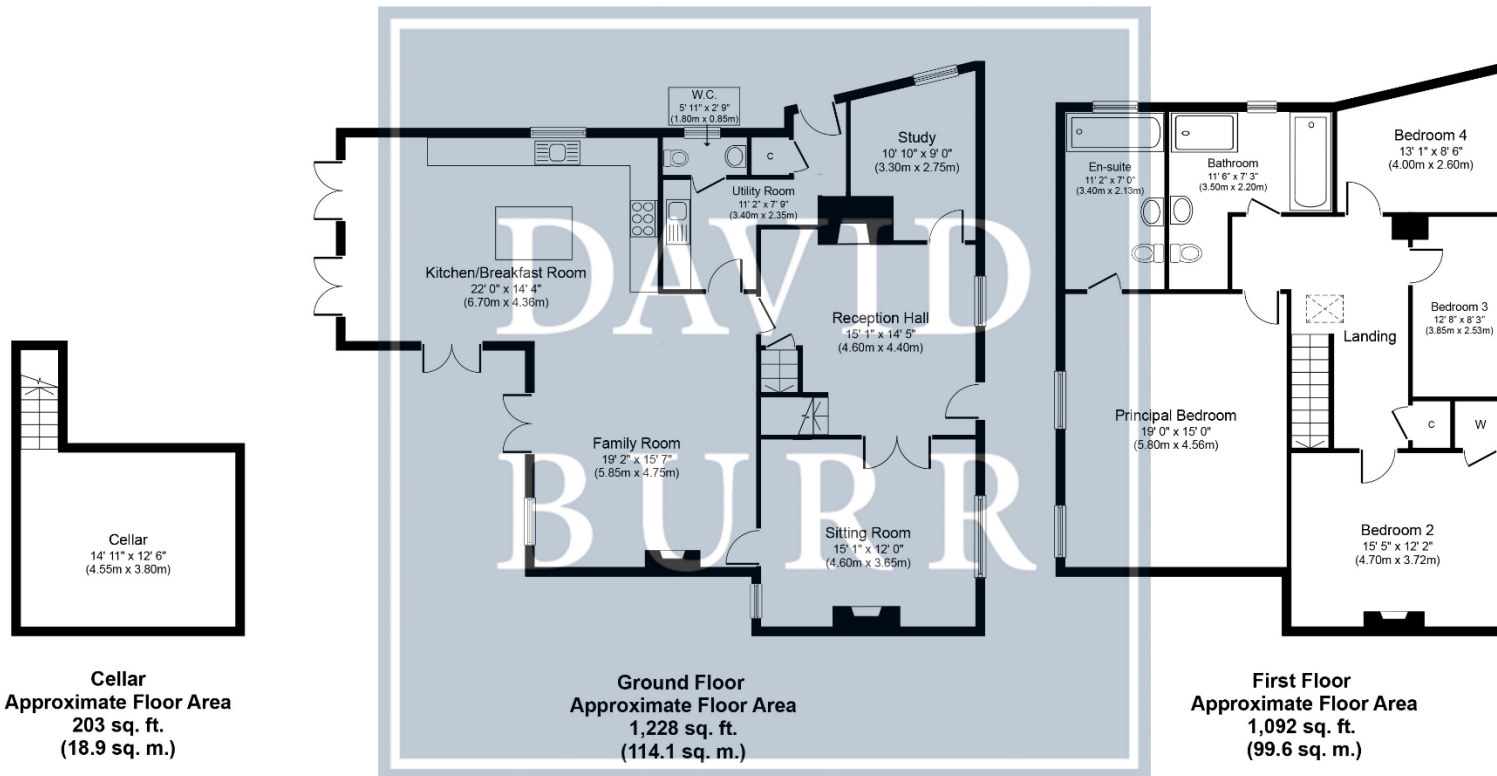 Cellar
14' 11" x 12' 6"
(4.55m x 3.80m)
Cellar
Approximate Floor Area
203 sq. ft.
(18.9 sq. m.)
W.C.
5' 11" x 2' 9"
(1.80m x 0.85m)
C
Study
10' 10" x 9' 0"
(3.30m x 2.75m)
Utility Room
11' 2" x 7' 9"
(3.40m x 2.35m)
Kitchen/Breakfast Room
22' 0" x 14' 4"
(6.70m x 4.36m)
Reception Hall
15' 1" x 14' 5"
(4.60m x 4.40m)
Family Room
19' 2" x 15' 7"
(5.85m x 4.75m)
Sitting Room
15' 1" x 12' 0"
(4.60m x 3.65m)
DAVID
BURR
Ground Floor
Approximate Floor Area
1,228 sq. ft.
(114.1 sq. m.)
En-suite
11' 2" x 7' 0"
(3.40m x 2.13m)
Bathroom
11' 6" x 7' 3"
(3.50m x 2.20m)
Bedroom 4
13' 1" x 8' 6"
(4.00m x 2.60m)
Bedroom 3
12' 8" x 8' 3"
(3.85m x 2.53m)
Landing
Principal Bedroom
19' 0" x 15' 0"
(5.80m x 4.56m)
C
W
Bedroom 2
15' 5" x 12' 2"
(4.70m x 3.72m)
First Floor
Approximate Floor Area
1,092 sq. ft.
(99.6 sq. m.)